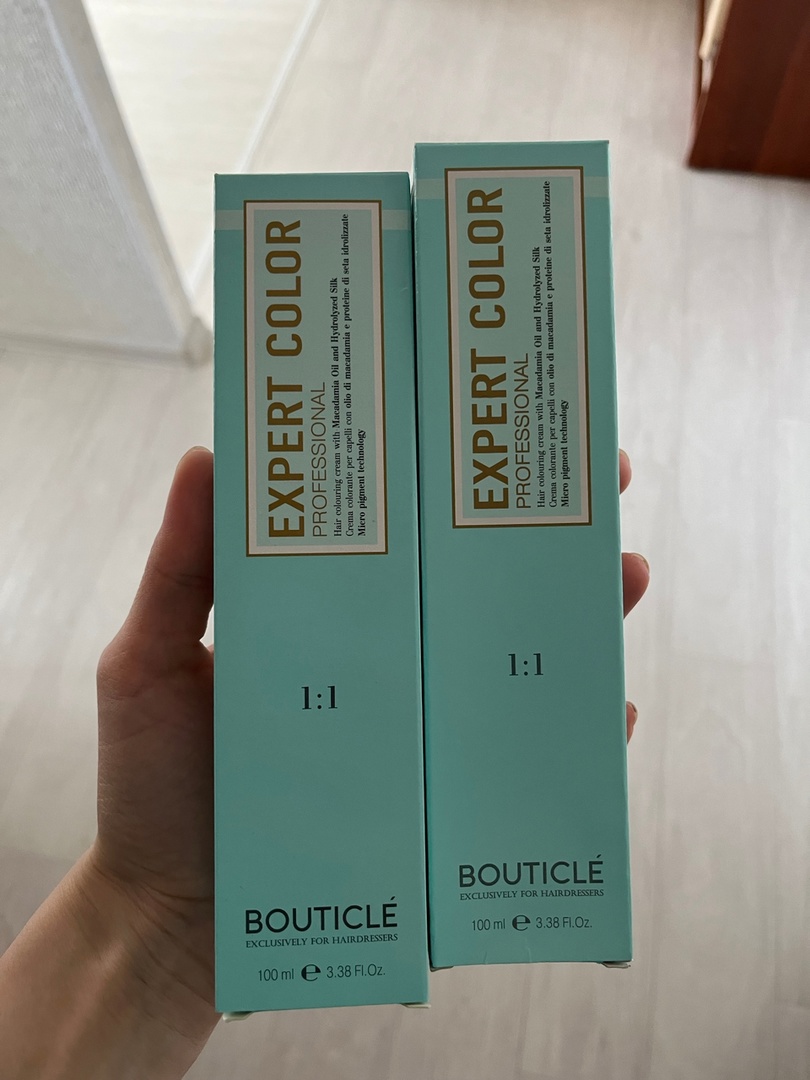 EXPERT COLOR
PROFESSIONAL
Hair colouring cream with Macadamia Oil and Hydrolyzed Silk
Crema colorante per capelli con olio di macadamia e proteine di seta idrolizzate
Micro pigment technology
1:1
BOUTICLÉ
EXCLUSIVELY FOR HAIRDRESSERS
100 ml ℮ 3.38 Fl.Oz.
EXPERT COLOR
PROFESSIONAL
Hair colouring cream with Macadamia Oil and Hydrolyzed Silk
Crema colorante per capelli con olio di macadamia e proteine di seta idrolizzate
Micro pigment technology
1:1
BOUTICLÉ
EXCLUSIVELY FOR HAIRDRESSERS
100 ml ℮ 3.38 Fl.Oz.